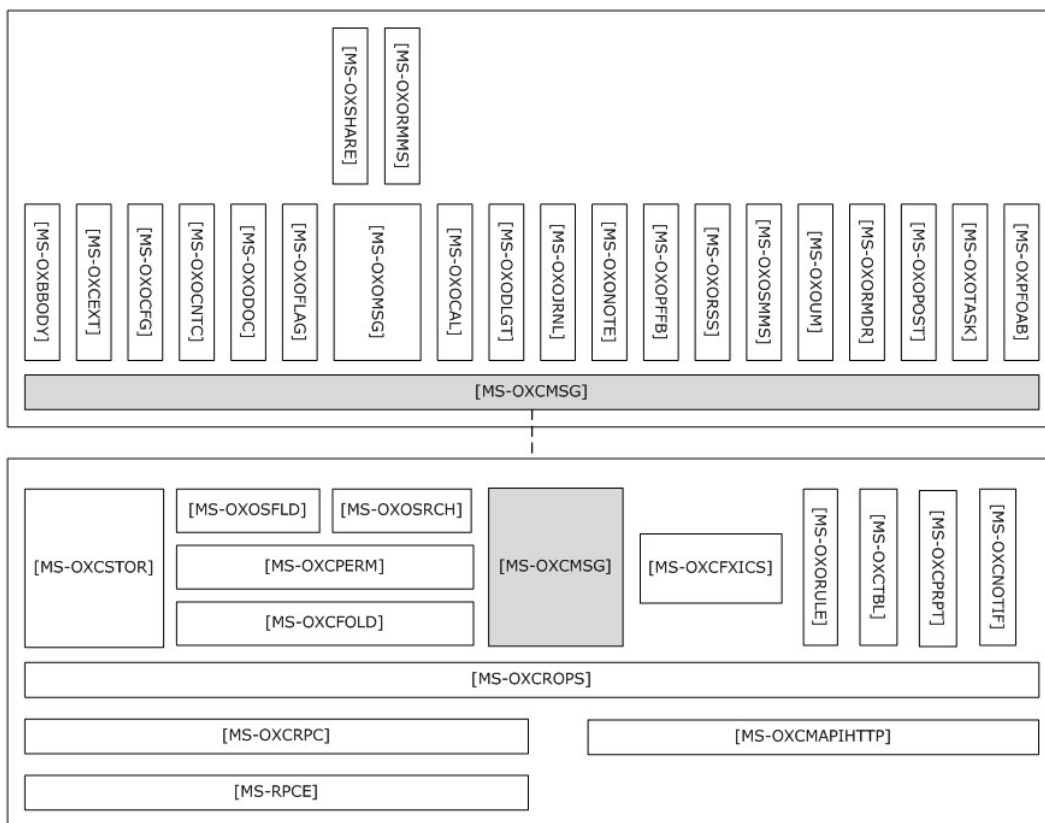 [MS-OXSHARE]
[MS-OXORMMS]
[MS-OXBBODY]
[MS-OXCEXT]
[MS-OXOCFG]
[MS-OXOCNTC]
[MS-OXODOC]
[MS-OXOFLAG]
[MS-OXOMSG]
[MS-OXOCAL]
[MS-OXODLGT]
[MS-OXOJRNL]
[MS-OXONOTE]
[MS-OXOPFFB]
[MS-OXORSS]
[MS-OXOSMMS]
[MS-OXOUM]
[MS-OXORMDR]
[MS-OXOPOST]
[MS-OXOTASK]
[MS-OXPFOAB]
[MS-OXCMSG]
[MS-OXCSTOR]
[MS-OXOSFLD]
[MS-OXOSRCH]
[MS-OXCPERM]
[MS-OXCFOLD]
[MS-OXCMSG]
[MS-OXCFXICS]
[MS-OXORULE]
[MS-OXCTBL]
[MS-OXCPRPT]
[MS-OXCNOTIF]
[MS-OXCROPS]
[MS-OXCRPC]
[MS-OXCMAPIHTTP]
[MS-RPCE]